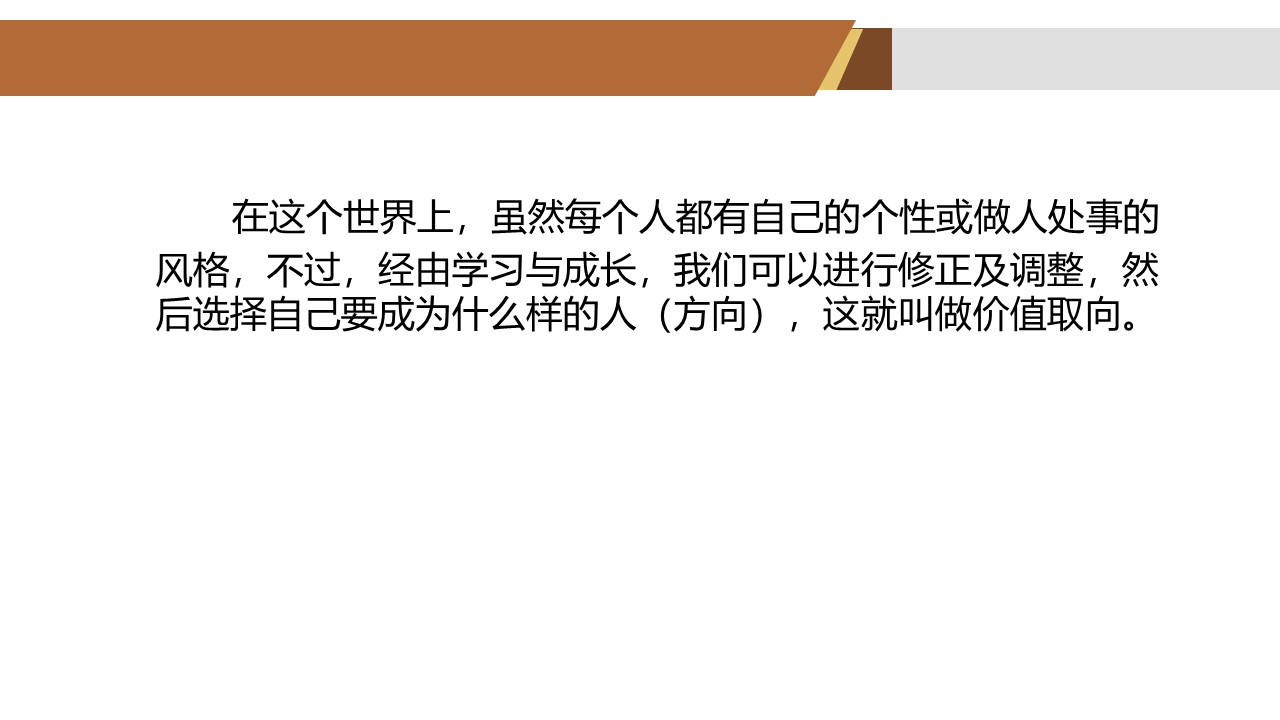 在这个世界上，虽然每个人都有自己的个性或做人处事的
风格，不过，经由学习与成长，我们可以进行修正及调整，然
后选择自己要成为什么样的人（方向），这就叫做价值取向。